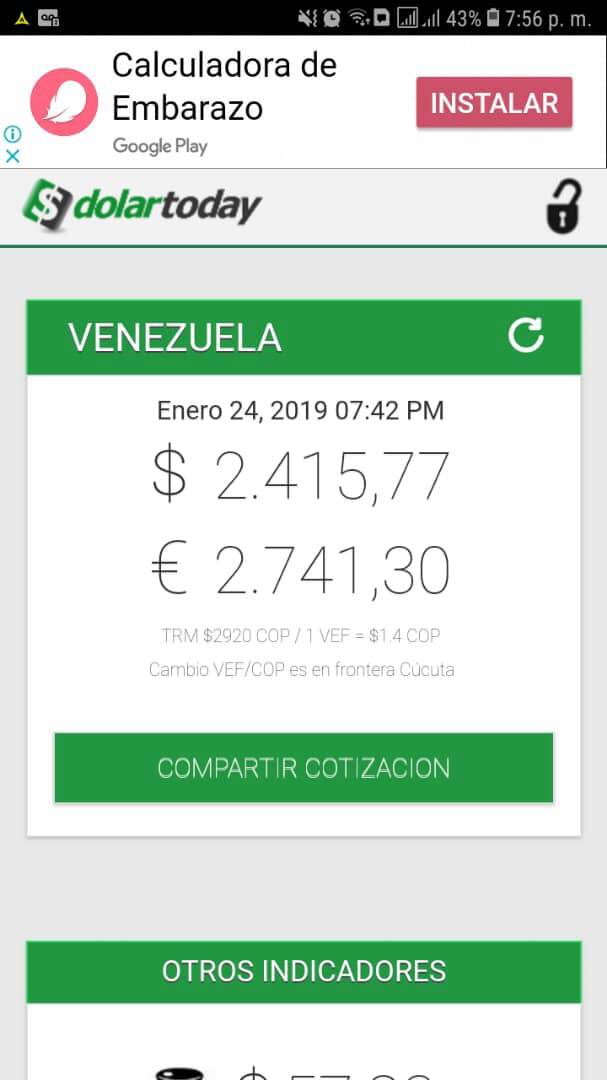 43% 7:56 p. m.
Calculadora de
Embarazo
Google Play
INSTALAR
dolartoday
VENEZUELA
Enero 24, 2019 07:42 PM
$ 2.415,77
€ 2.741,30
TRM $2920 COP / 1 VEF = $1.4 COP
Cambio VEF/COP es en frontera Cúcuta
COMPARTIR COTIZACION
OTROS INDICADORES